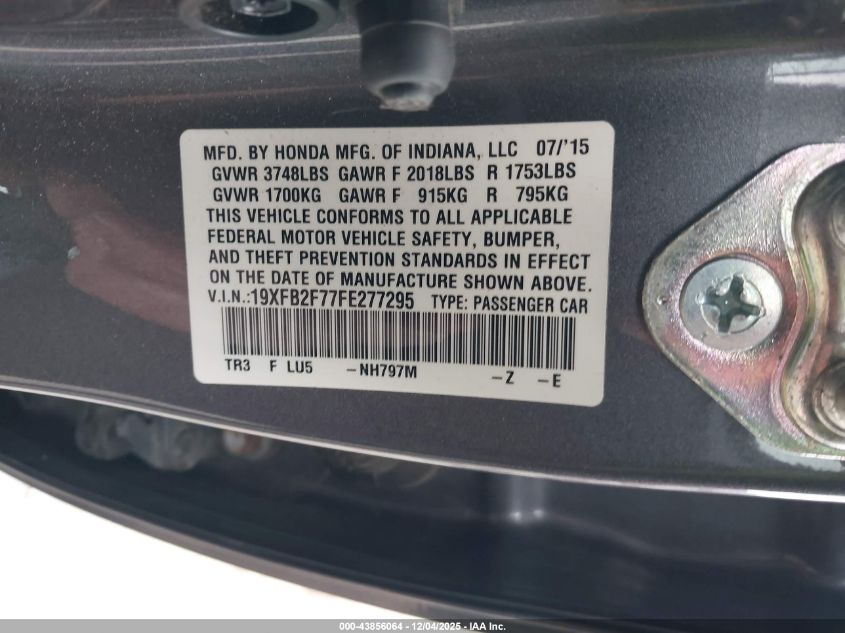 MFD. BY HONDA MFG. OF INDIANA, LLC 07/'15
GVWR 3748LBS GAWR F 2018LBS R 1753LBS
GVWR 1700KG GAWR F 915KG R 795KG
THIS VEHICLE CONFORMS TO ALL APPLICABLE
FEDERAL MOTOR VEHICLE SAFETY, BUMPER,
AND THEFT PREVENTION STANDARDS IN EFFECT
ON THE DATE OF MANUFACTURE SHOWN ABOVE.
V.I.N.:19XFB2F77FE277295 TYPE: PASSENGER CAR
TR3 F LU5 -NH797M -Z -E
000-43856064 - 12/04/2025 - IAA Inc.